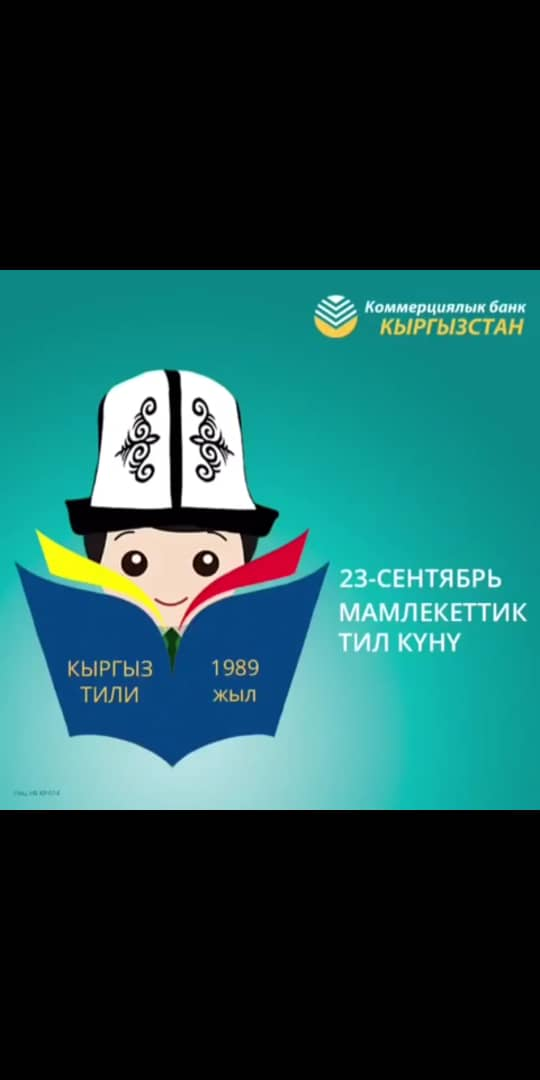 Коммерциялык банк
КЫРГЫЗСТАН
23-СЕНТЯБРЬ
МАМЛЕКЕТТИК
ТИЛ КҮНҮ
КЫРГЫЗ
ТИЛИ
1989
жыл